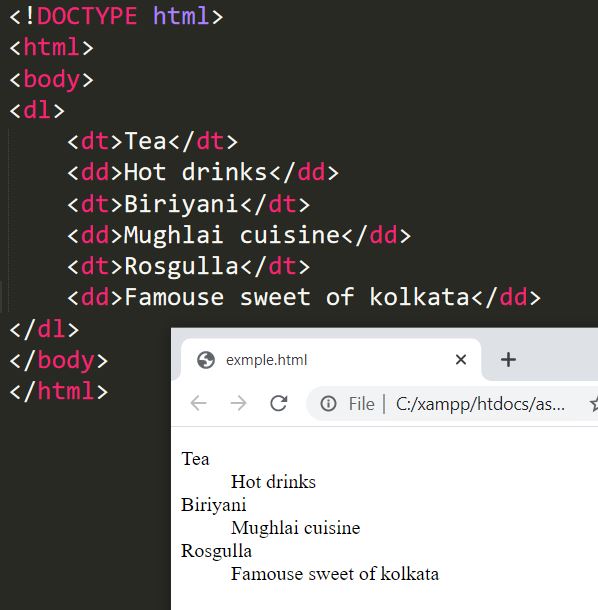 <!DOCTYPE html>
<html>
<body>
<dl>
    <dt>Tea</dt>
    <dd>Hot drinks</dd>
    <dt>Biriyani</dt>
    <dd>Mughlai cuisine</dd>
    <dt>Rosgulla</dt>
    <dd>Famouse sweet of kolkata</dd>
</dl>
</body>
</html>
exmple.html
File | C:/xampp/htdocs/as...
Tea
Hot drinks
Biriyani
Mughlai cuisine
Rosgulla
Famouse sweet of kolkata